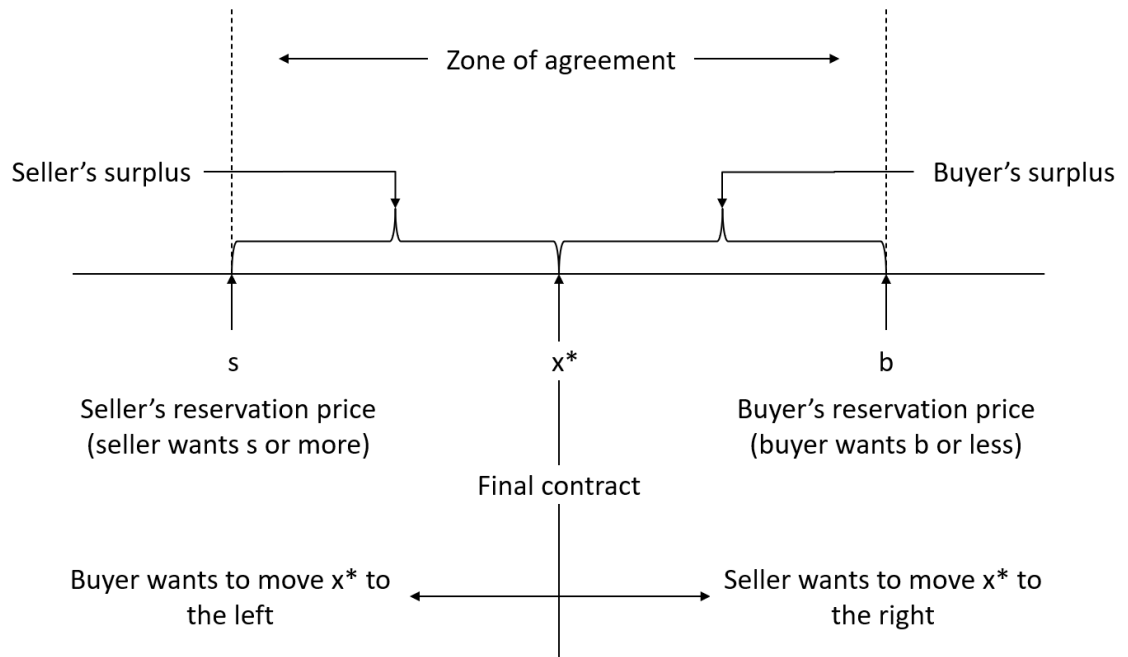 Zone of agreement
Seller’s surplus
Buyer’s surplus
s
x*
b
Seller’s reservation price
(seller wants s or more)
Buyer’s reservation price
(buyer wants b or less)
Final contract
Buyer wants to move x* to
the left
Seller wants to move x* to
the right